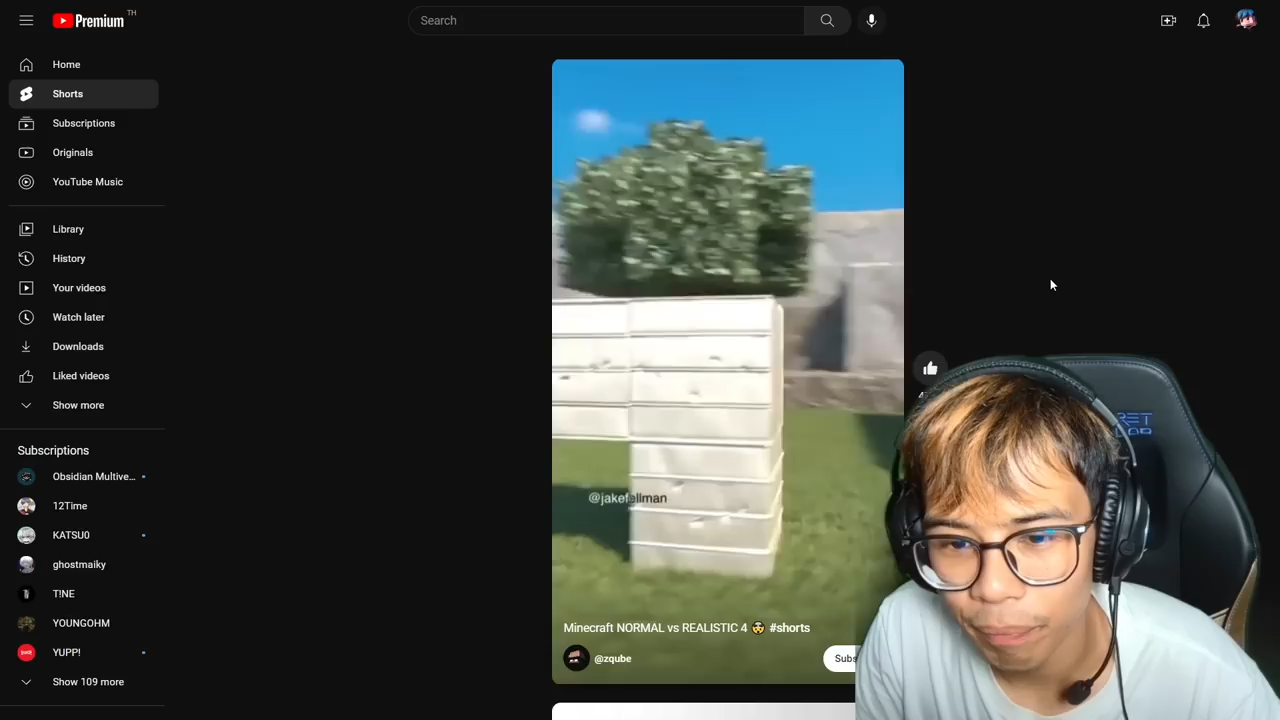 Premium
TH
Search
Home
Shorts
Subscriptions
Originals
YouTube Music
Library
History
Your videos
Watch later
Downloads
Liked videos
Show more
Subscriptions
Obsidian Multive...
12Time
KATSU0
ghostmaiky
T!NE
YOUNGOHM
YUPP!
Show 109 more
@jakefellman
Minecraft NORMAL vs REALISTIC 4 🤯 #shorts
@zqube
Subs